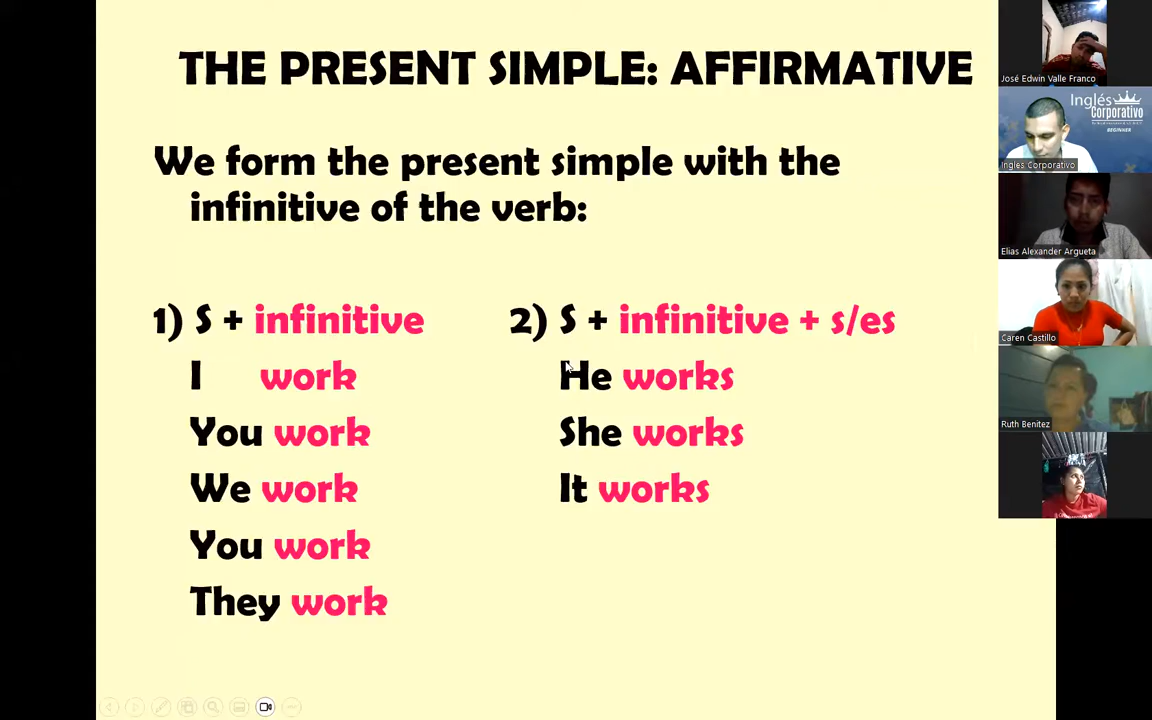 THE PRESENT SIMPLE: AFFIRMATIVE
We form the present simple with the
infinitive of the verb:
1) S + infinitive
I work
You work
We work
You work
They work
2) S + infinitive + s/es
He works
She works
It works
José Edwin Valle Franco
Inglés
Corporativo
BEGINNER
Inglés Corporativo
Elias Alexander Argueta
Caren Castillo
Ruth Benitez